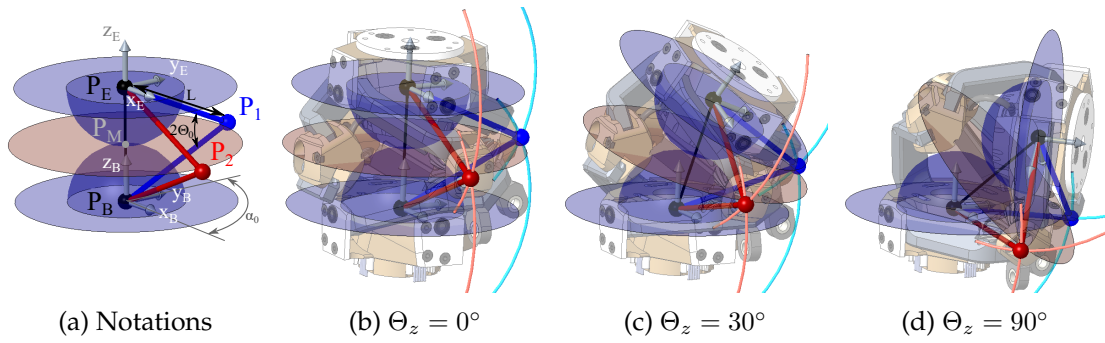 z_E
y_E
P_E
x_E
L
P_1
2Θ_0
P_M
P_2
z_B
y_B
P_B
x_B
α_0
(a) Notations
(b) Θ_z = 0°
(c) Θ_z = 30°
(d) Θ_z = 90°